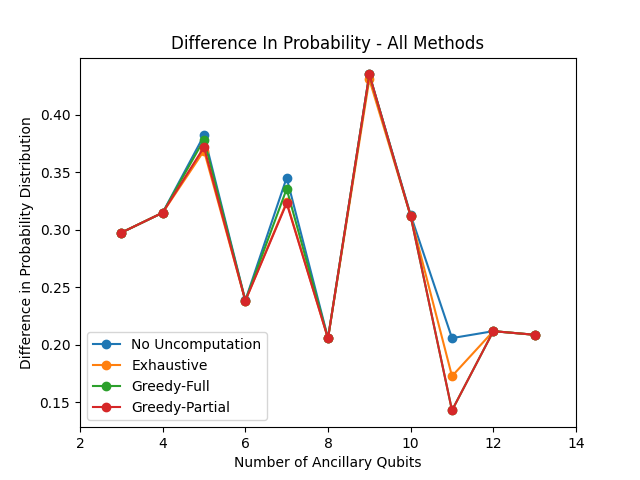 Difference In Probability - All Methods
Difference in Probability Distribution
0.40
0.35
0.30
0.25
0.20
0.15
No Uncomputation
Exhaustive
Greedy-Full
Greedy-Partial
2 4 6 8 10 12 14
Number of Ancillary Qubits